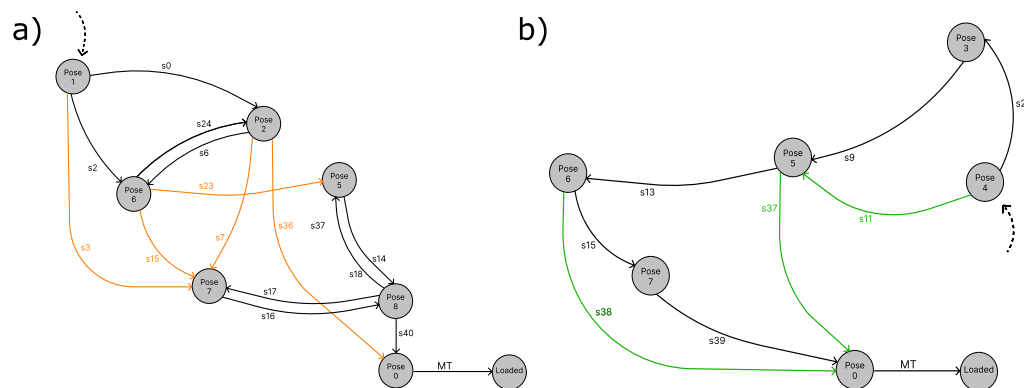 a)
Pose
1
s0
Pose
2
s24
s6
s2
Pose
6
s23
Pose
5
s3
s15
s7
s36
s37
s14
s18
Pose
7
s17
s16
Pose
8
s40
Pose
0
MT
Loaded
b)
Pose
3
s2
s9
Pose
5
Pose
6
s13
Pose
4
s37
s11
s15
Pose
7
s38
s39
Pose
0
MT
Loaded